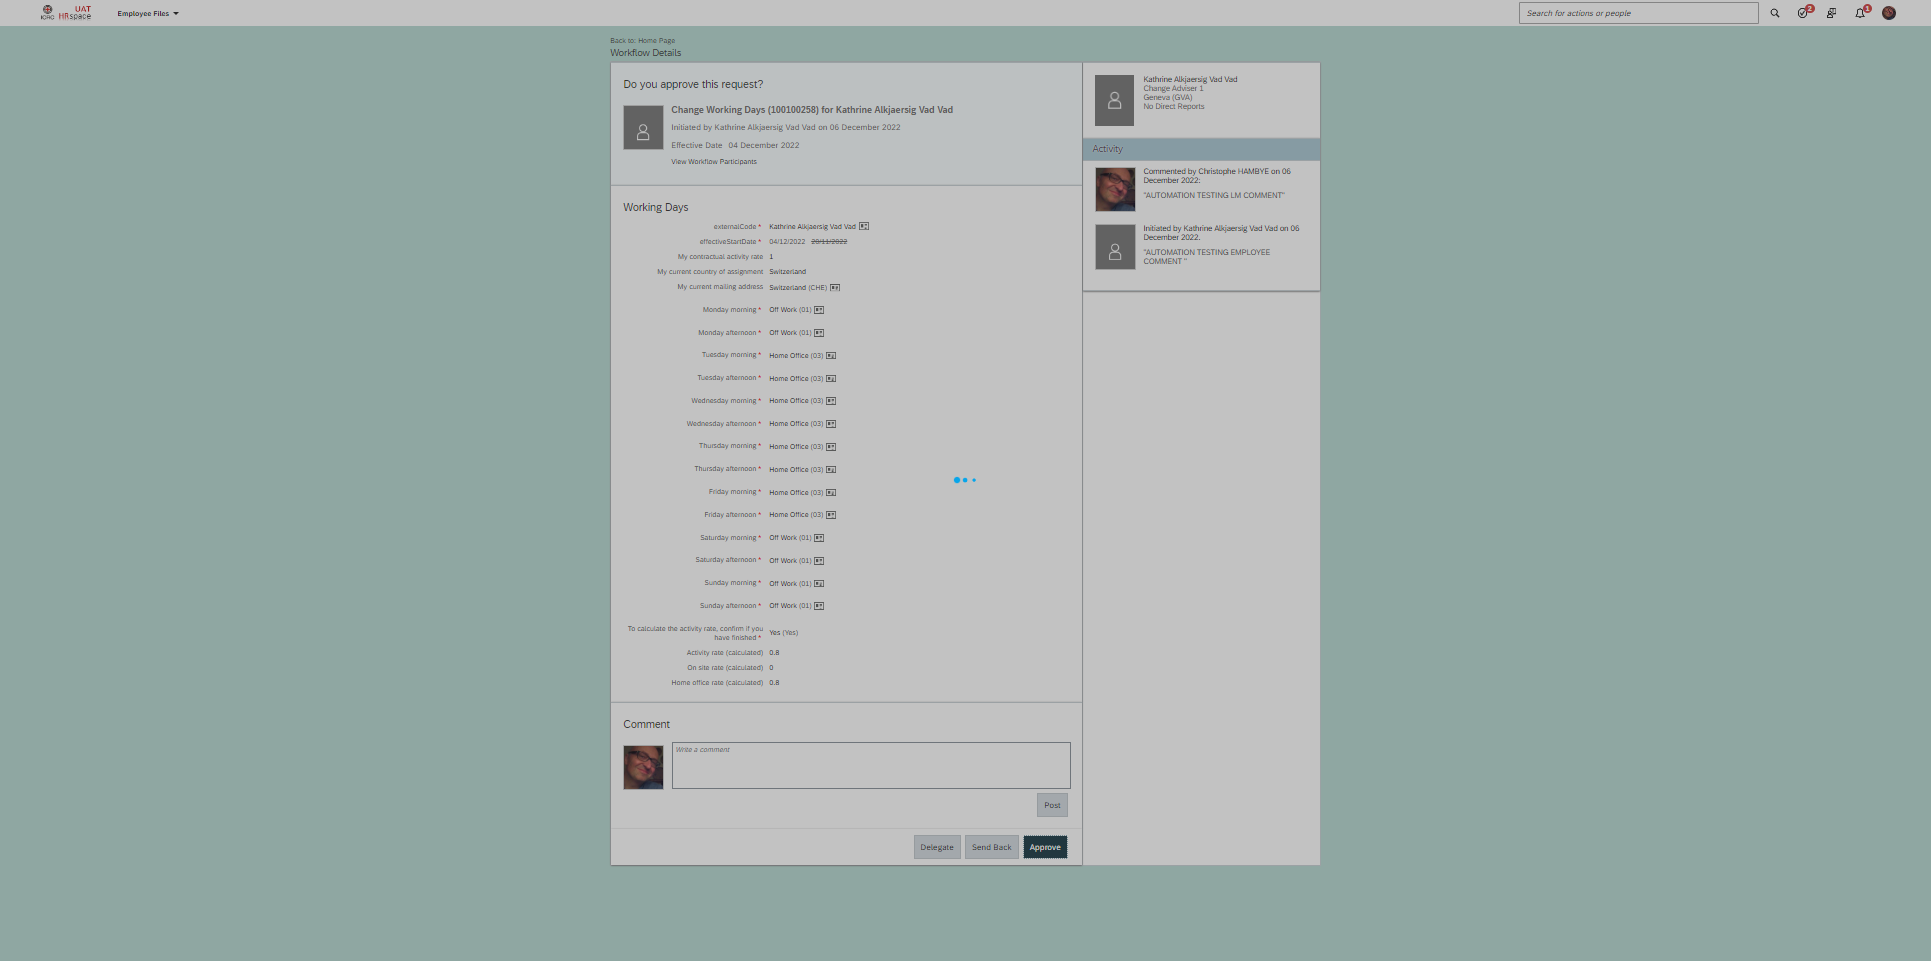 ICRC
UAT
HRspace
Employee Files
Search for actions or people
2
1
Back to: Home Page
Workflow Details
Do you approve this request?
Change Working Days (100100258) for Kathrine Alkjaersig Vad Vad
Initiated by Kathrine Alkjaersig Vad Vad on 06 December 2022
Effective Date 04 December 2022
View Workflow Participants
Working Days
externalCode * Kathrine Alkjaersig Vad Vad
effectiveStartDate * 04/12/2022 20/11/2022
My contractual activity rate 1
My current country of assignment Switzerland
My current mailing address Switzerland (CHE)
Monday morning * Off Work (01)
Monday afternoon * Off Work (01)
Tuesday morning * Home Office (03)
Tuesday afternoon * Home Office (03)
Wednesday morning * Home Office (03)
Wednesday afternoon * Home Office (03)
Thursday morning * Home Office (03)
Thursday afternoon * Home Office (03)
Friday morning * Home Office (03)
Friday afternoon * Home Office (03)
Saturday morning * Off Work (01)
Saturday afternoon * Off Work (01)
Sunday morning * Off Work (01)
Sunday afternoon * Off Work (01)
To calculate the activity rate, confirm if you
have finished * Yes (Yes)
Activity rate (calculated) 0.8
On site rate (calculated) 0
Home office rate (calculated) 0.8
Comment
Write a comment
Post
Delegate
Send Back
Approve
Kathrine Alkjaersig Vad Vad
Change Adviser 1
Geneva (GVA)
No Direct Reports
Activity
Commented by Christophe HAMBYE on 06
December 2022:
"AUTOMATION TESTING LM COMMENT"
Initiated by Kathrine Alkjaersig Vad Vad on 06
December 2022.
"AUTOMATION TESTING EMPLOYEE
COMMENT "